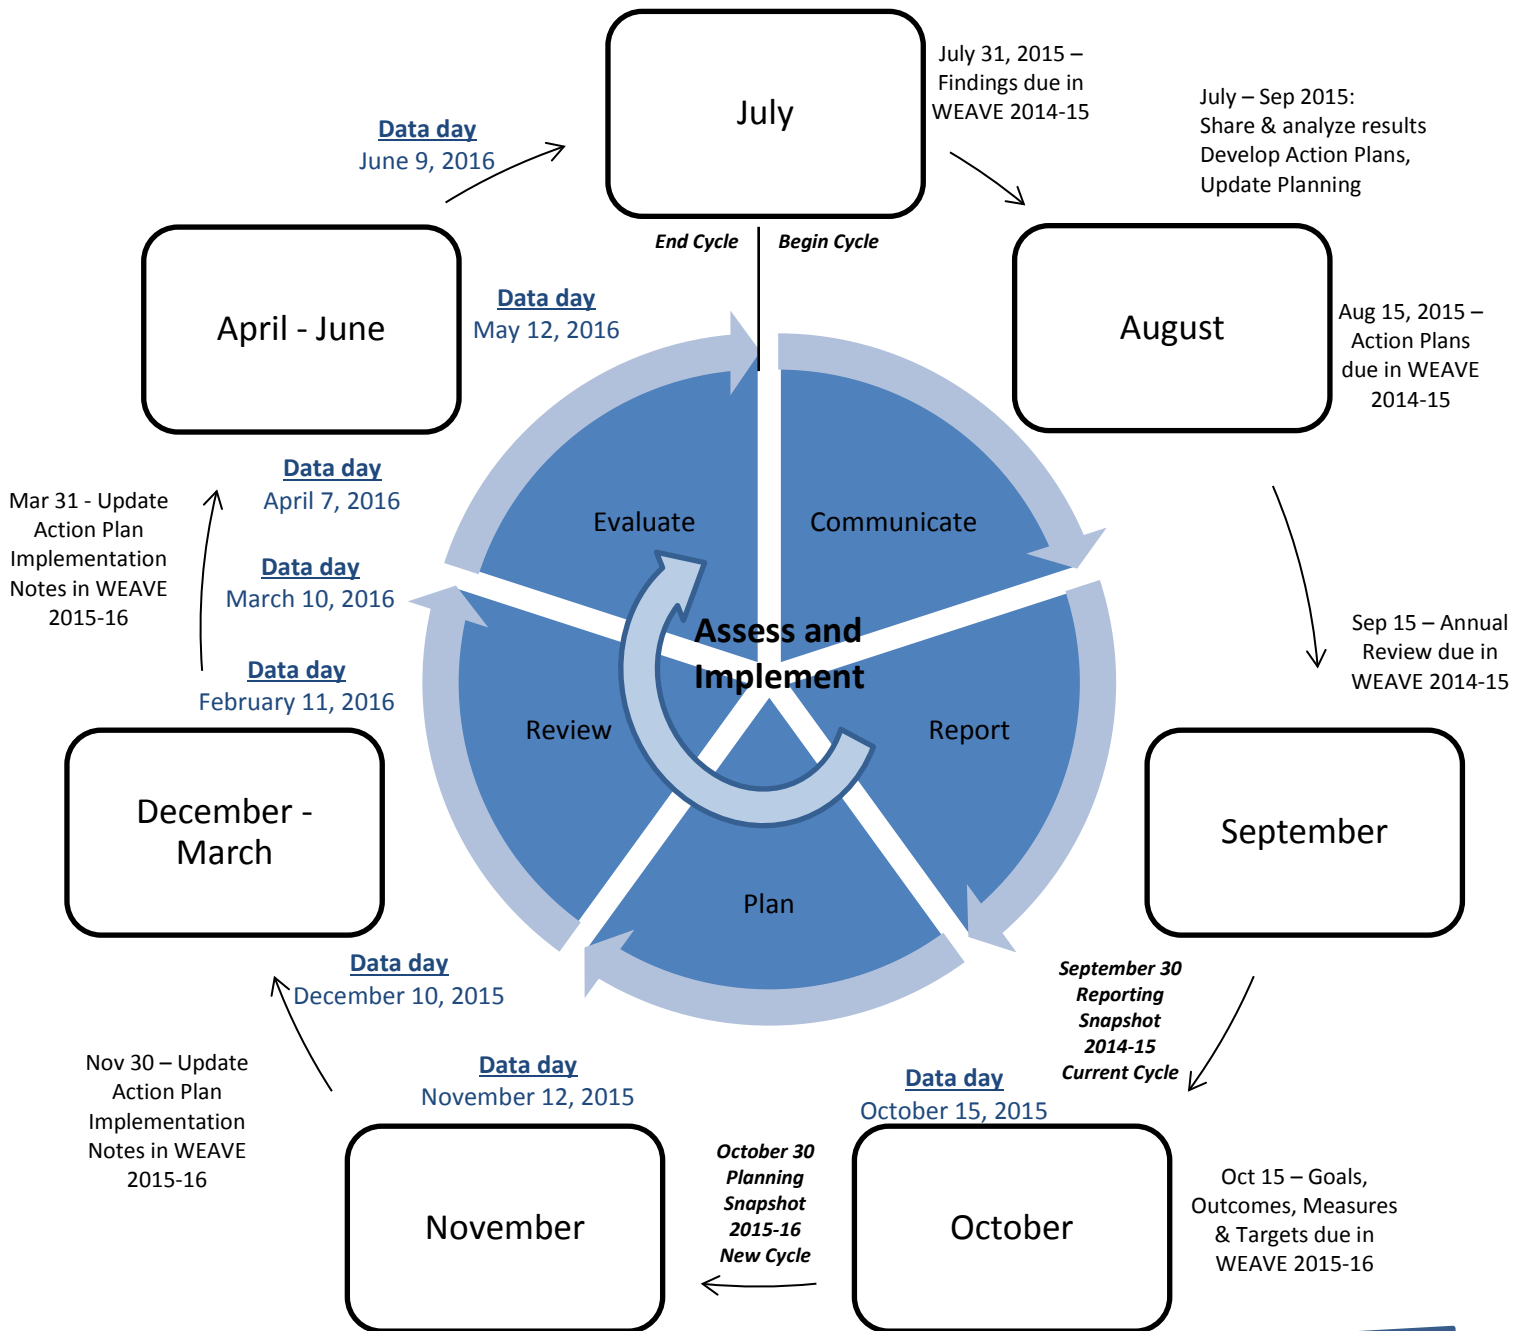 July
July 31, 2015 –
Findings due in
WEAVE 2014-15
July – Sep 2015:
Share & analyze results
Develop Action Plans,
Update Planning
Data day
June 9, 2016
End Cycle
Begin Cycle
April - June
Data day
May 12, 2016
August
Aug 15, 2015 –
Action Plans
due in WEAVE
2014-15
Data day
April 7, 2016
Mar 31 - Update
Action Plan
Implementation
Notes in WEAVE
2015-16
Evaluate
Communicate
Data day
March 10, 2016
Assess and
Implement
Sep 15 – Annual
Review due in
WEAVE 2014-15
Data day
February 11, 2016
Review
Report
December -
March
September
Plan
Data day
December 10, 2015
September 30
Reporting
Snapshot
2014-15
Current Cycle
Nov 30 – Update
Action Plan
Implementation
Notes in WEAVE
2015-16
Data day
November 12, 2015
Data day
October 15, 2015
November
October 30
Planning
Snapshot
2015-16
New Cycle
October
Oct 15 – Goals,
Outcomes, Measures
& Targets due in
WEAVE 2015-16